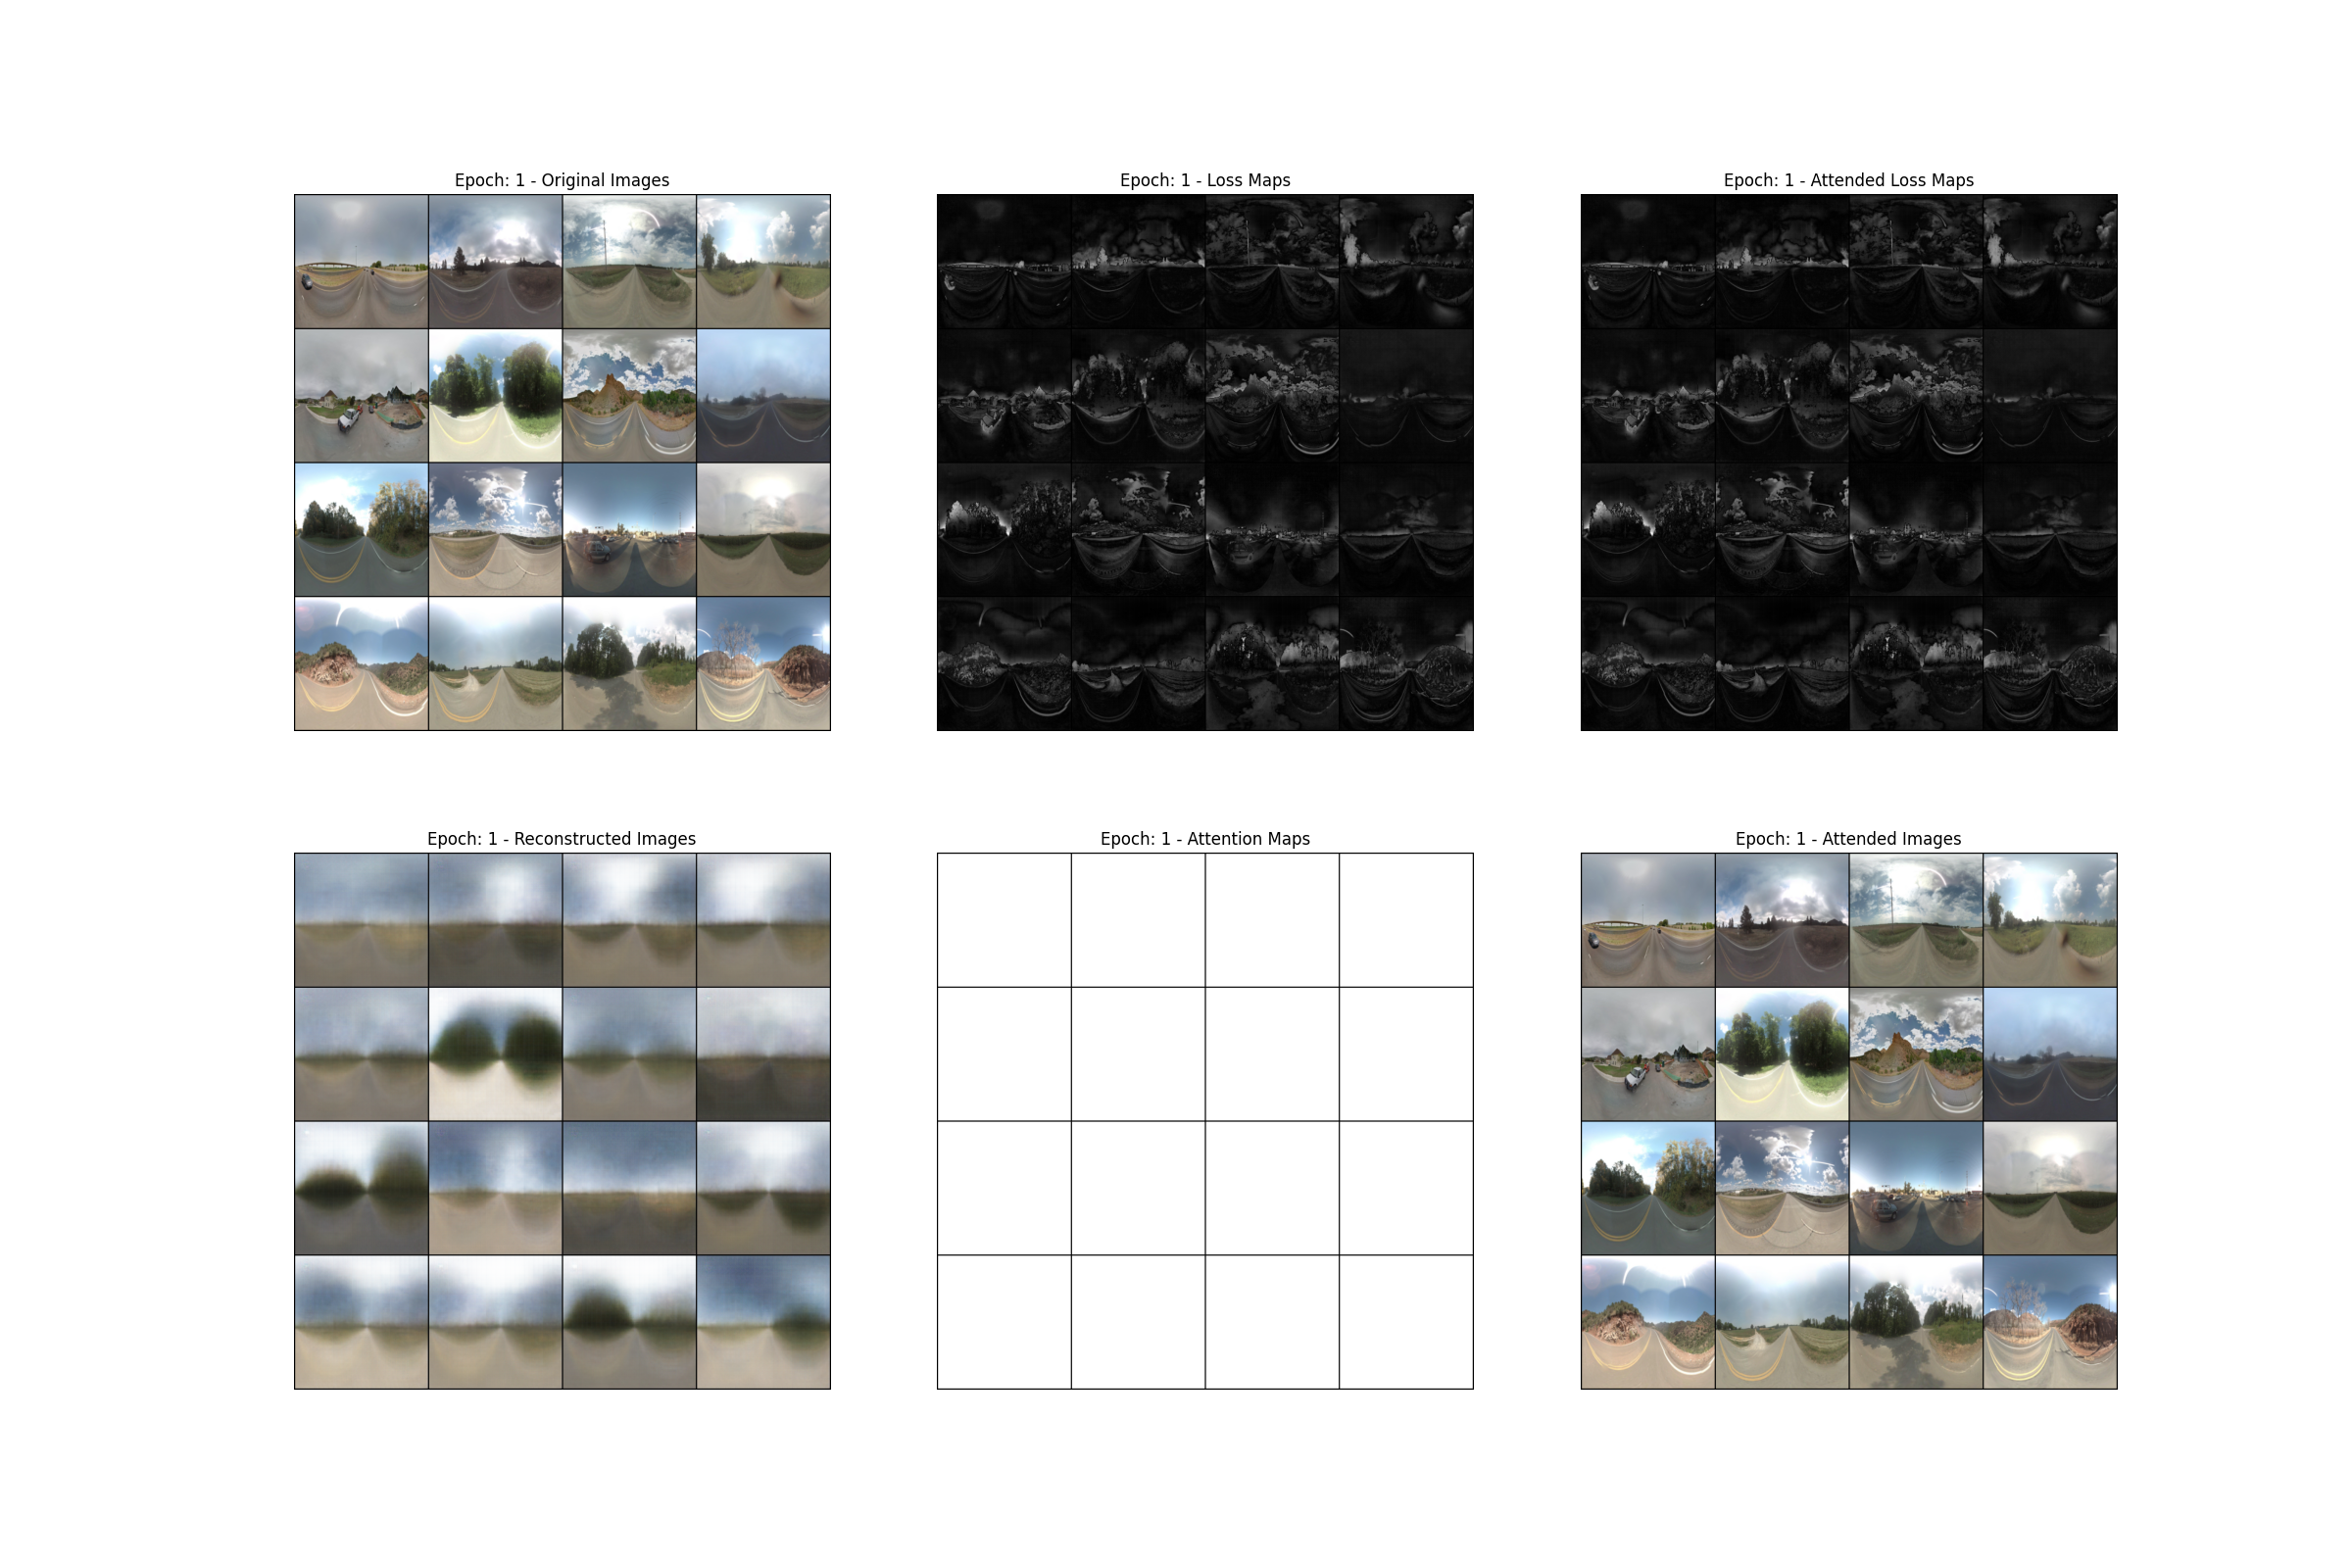 Epoch: 1 - Original Images
Epoch: 1 - Loss Maps
Epoch: 1 - Attended Loss Maps
Epoch: 1 - Reconstructed Images
Epoch: 1 - Attention Maps
Epoch: 1 - Attended Images